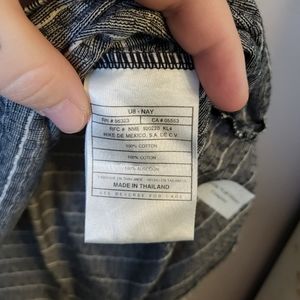 U8 - NAY
RN # 56323 CA # 05553
RFC # NME 920220 KL4
NIKE DE MEXICO, S.A. DE C.V.
100% COTTON
100% COTTON
100% ALGODON
MADE IN THAILAND
SEE REVERSE FOR CARE